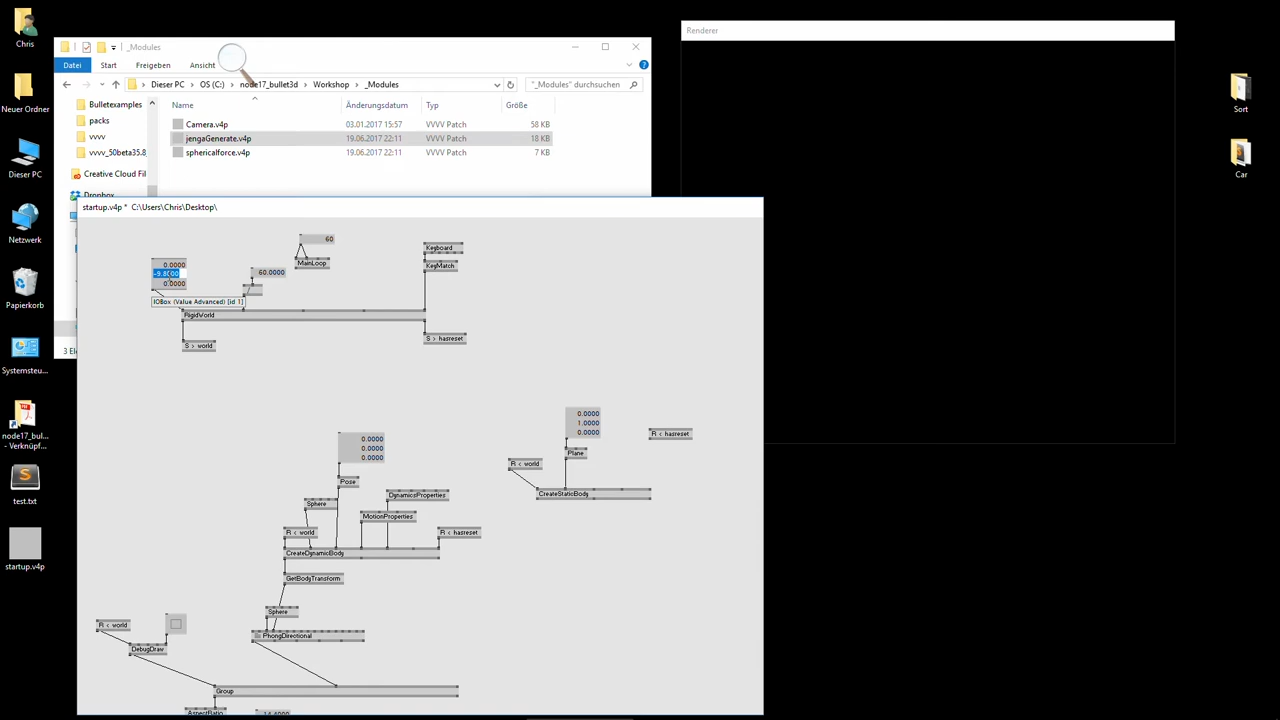 Chris
Neuer Ordner
Dieser PC
Netzwerk
Papierkorb
Systemsteu...
node17_bul...
- Verknüpf...
test.txt
startup.v4p
_Modules
Datei
Start
Freigeben
Ansicht
Dieser PC
OS (C:)
node17_bullet3d
Workshop
_Modules
"_Modules" durchsuchen
Bulletexamples
packs
vvvv
vvvv_50beta35.8_
Creative Cloud Fil
Dropbox
Name
Änderungsdatum
Typ
Größe
Camera.v4p
03.01.2017 15:57
VVVV Patch
58 KB
jengaGenerate.v4p
19.06.2017 22:11
VVVV Patch
18 KB
sphericalforce.v4p
19.06.2017 22:11
VVVV Patch
7 KB
Renderer
Sort
Car
startup.v4p * C:\Users\Chris\Desktop\
60
MainLoop
Keyboard
KeyMatch
0.0000
-9.8000
0.0000
60.0000
IOBox (Value Advanced) [id 1]
RigidWorld
S > world
S > hasreset
0.0000
1.0000
0.0000
R < hasreset
Plane
R < world
CreateStaticBody
0.0000
0.0000
0.0000
Pose
Sphere
DynamicsProperties
MotionProperties
R < world
R < hasreset
CreateDynamicBody
GetBodyTransform
Sphere
PhongDirectional
R < world
DebugDraw
Group
AspectRatio
14.4000